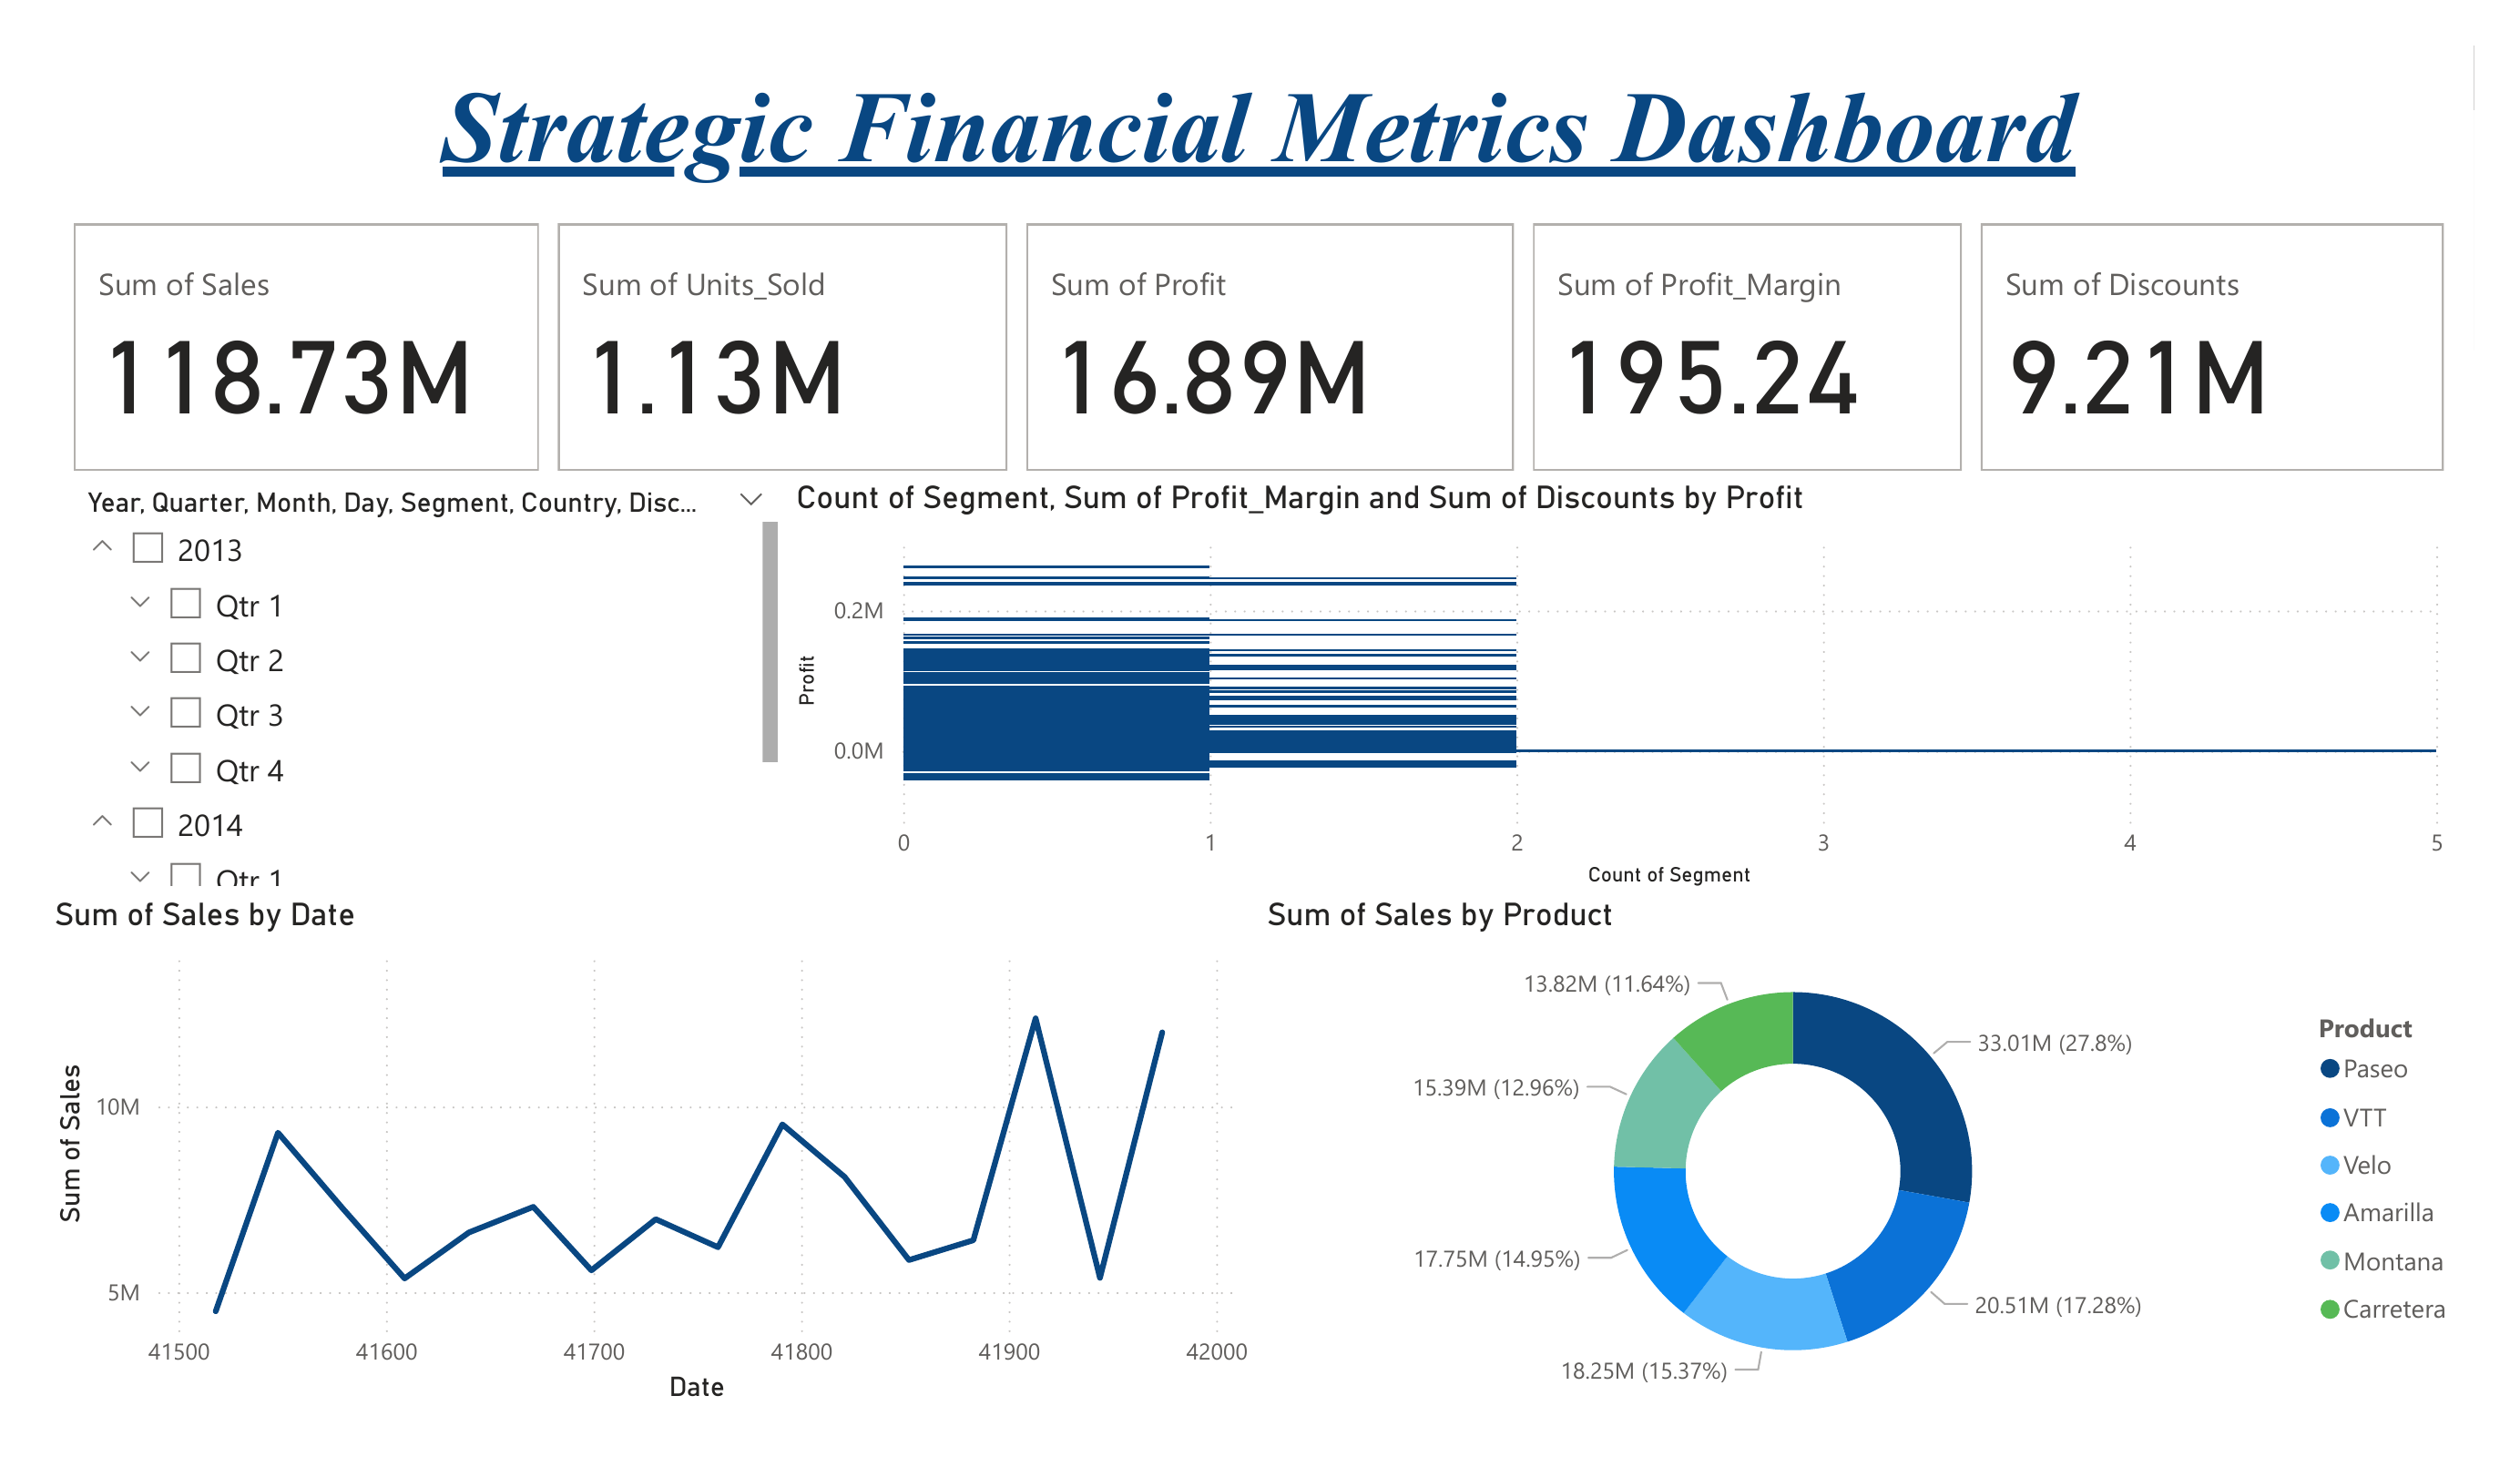 Strategic Financial Metrics Dashboard
Sum of Sales
118.73M
Sum of Units_Sold
1.13M
Sum of Profit
16.89M
Sum of Profit_Margin
195.24
Sum of Discounts
9.21M
Year, Quarter, Month, Day, Segment, Country, Disc...
2013
Qtr 1
Qtr 2
Qtr 3
Qtr 4
2014
Qtr 1
Count of Segment, Sum of Profit_Margin and Sum of Discounts by Profit
Profit
0.2M
0.0M
0 1 2 3 4 5
Count of Segment
Sum of Sales by Date
Sum of Sales
10M
5M
41500 41600 41700 41800 41900 42000
Date
Sum of Sales by Product
13.82M (11.64%)
33.01M (27.8%)
15.39M (12.96%)
17.75M (14.95%)
20.51M (17.28%)
18.25M (15.37%)
Product
Paseo
VTT
Velo
Amarilla
Montana
Carretera